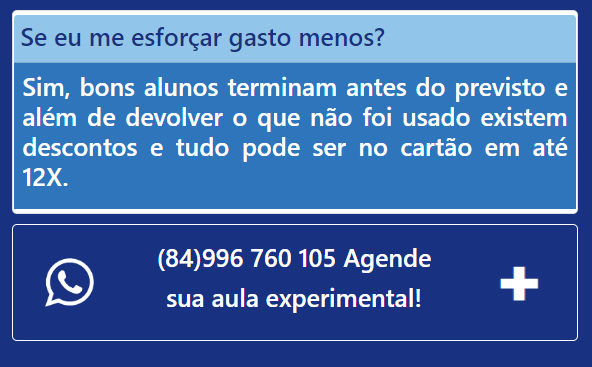 Se eu me esforçar gasto menos?
Sim, bons alunos terminam antes do previsto e
além de devolver o que não foi usado existem
descontos e tudo pode ser no cartão em até
12X.
(84)996 760 105 Agende
sua aula experimental!